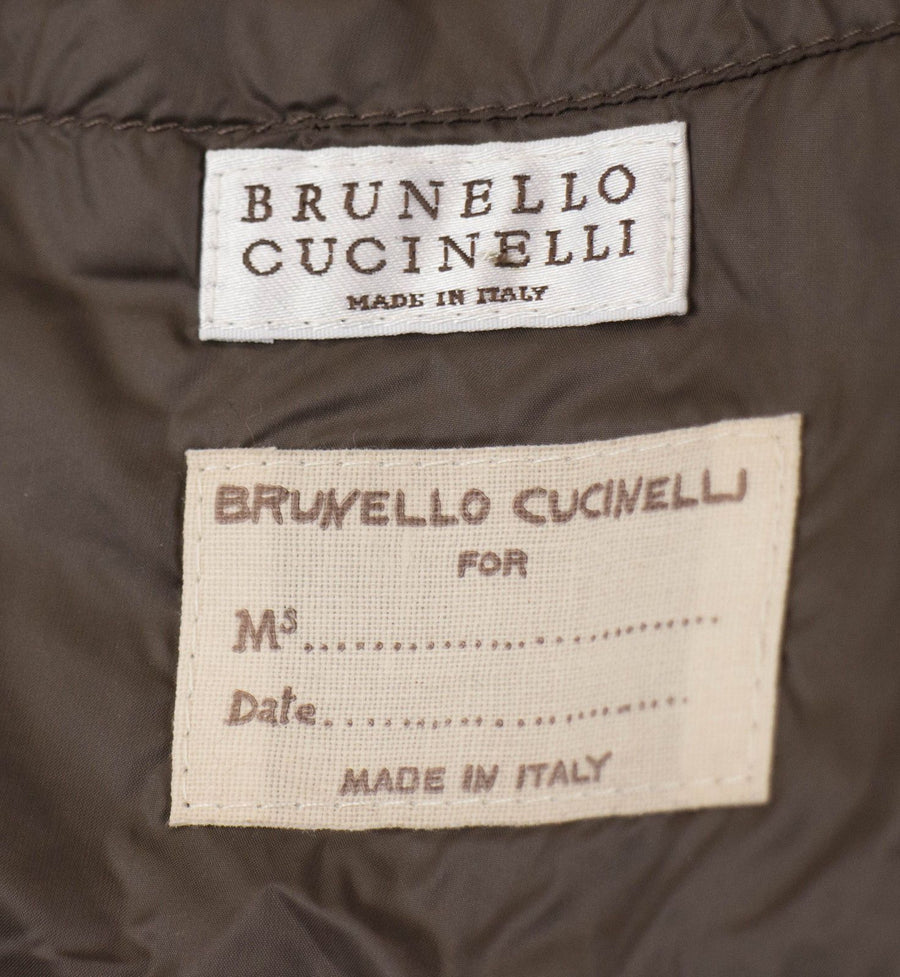 BRUNELLO
CUCINELLI
MADE IN ITALY
BRUNELLO CUCINELLI
FOR
Ms..............................
Date..........................
MADE IN ITALY